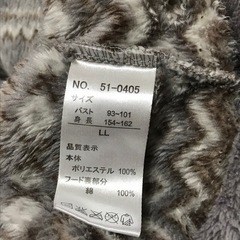 NO. 51-0405
サイズ
バスト 93~101
身長 154~162
LL
品質表示
本体
ポリエステル 100%
フード裏部分
綿 100%